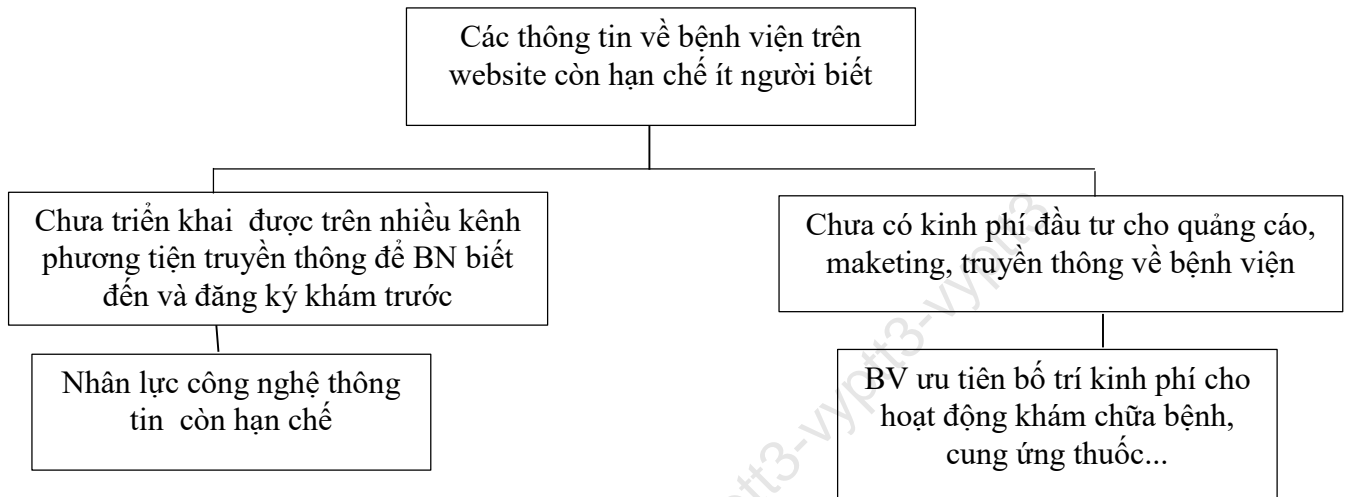 Các thông tin về bệnh viện trên
website còn hạn chế ít người biết
Chưa triển khai được trên nhiều kênh
phương tiện truyền thông để BN biết
đến và đăng ký khám trước
Chưa có kinh phí đầu tư cho quảng cáo,
maketing, truyền thông về bệnh viện
Nhân lực công nghệ thông
tin còn hạn chế
BV ưu tiên bố trí kinh phí cho
hoạt động khám chữa bệnh,
cung ứng thuốc...